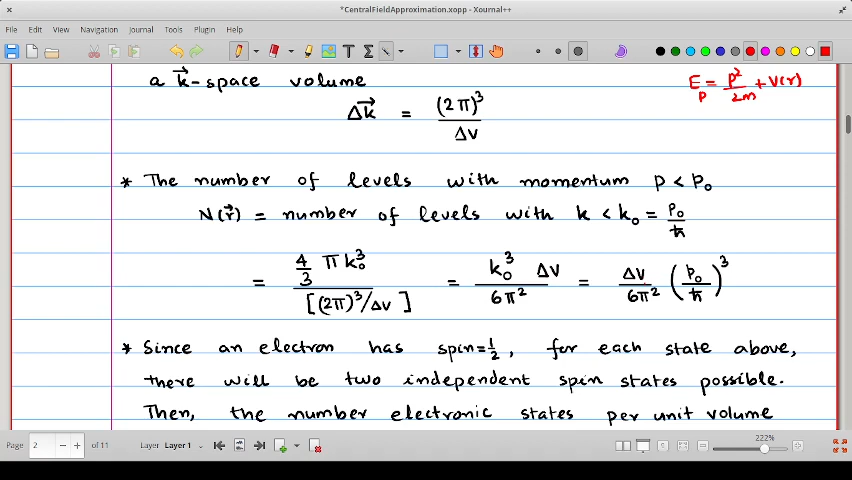 *CentralFieldApproximation.xopp - Xournal++
File Edit View Navigation Journal Tools Plugin Help
a k⃗-space volume
Δk⃗ = (2π)³ / Δv
E_p = p²/2m + V(r)
* The number of levels with momentum p < p₀
N(r⃗) = number of levels with k < k₀ = p₀/ħ
= (4/3 π k₀³) / [(2π)³/Δv] = k₀³ ΔV / 6π² = ΔV/6π² (p₀/ħ)³
* Since an electron has spin=½, for each state above,
there will be two independent spin states possible.
Then, the number electronic states per unit volume
Page 2 of 11 Layer Layer 1 222%